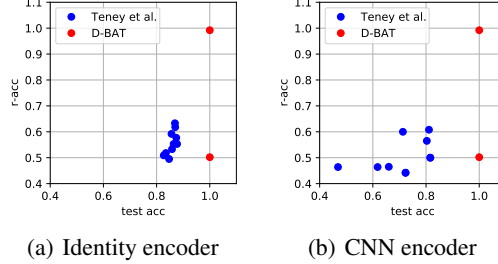 1.1
1.0
0.9
0.8
0.7
0.6
0.5
0.4
r-acc
Teney et al.
D-BAT
0.4 0.6 0.8 1.0
test acc
(a) Identity encoder
1.1
1.0
0.9
0.8
0.7
0.6
0.5
0.4
r-acc
Teney et al.
D-BAT
0.4 0.6 0.8 1.0
test acc
(b) CNN encoder